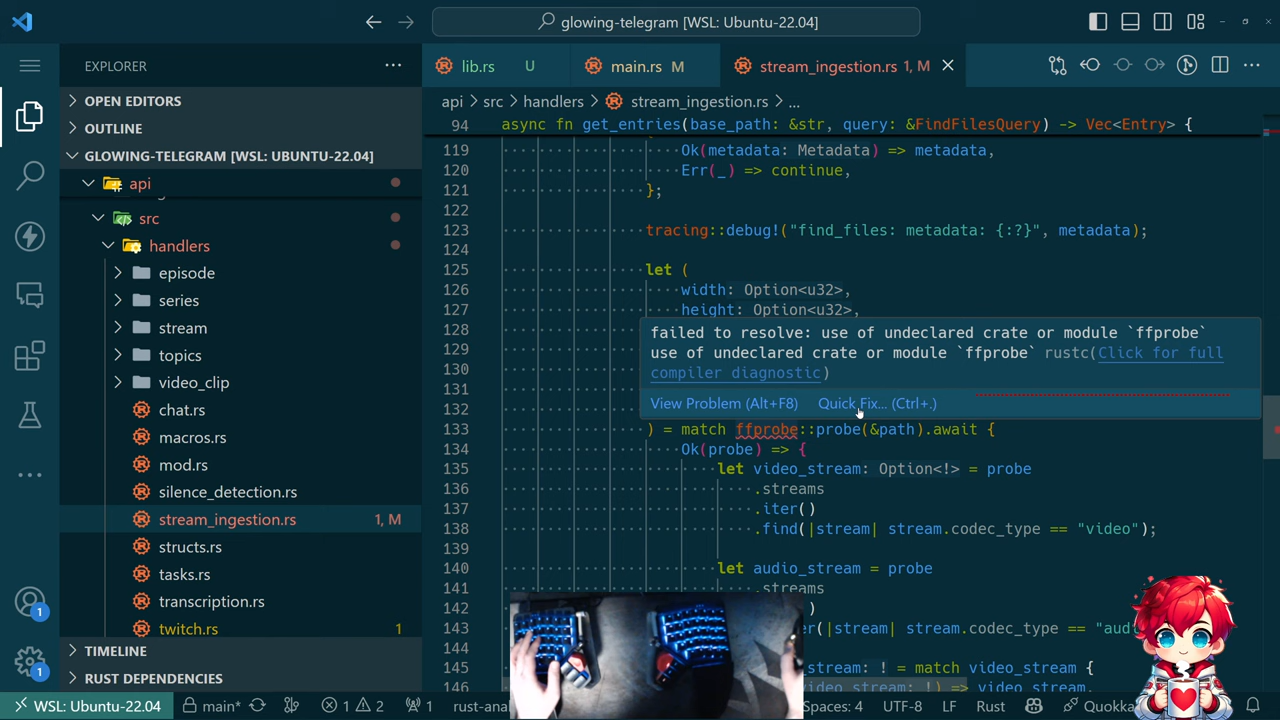 glowing-telegram [WSL: Ubuntu-22.04]
EXPLORER
OPEN EDITORS
OUTLINE
GLOWING-TELEGRAM [WSL: UBUNTU-22.04]
api
src
handlers
episode
series
stream
topics
video_clip
chat.rs
macros.rs
mod.rs
silence_detection.rs
stream_ingestion.rs 1, M
structs.rs
tasks.rs
transcription.rs
twitch.rs 1
TIMELINE
RUST DEPENDENCIES
1
1
lib.rs U main.rs M stream_ingestion.rs 1, M
api > src > handlers > stream_ingestion.rs > ...
94 async fn get_entries(base_path: &str, query: &FindFilesQuery) -> Vec<Entry> {
119 Ok(metadata: Metadata) => metadata,
120 Err(_) => continue,
121 };
122
123 tracing::debug!("find_files: metadata: {:?}", metadata);
124
125 let (
126 width: Option<u32>,
127 height: Option<u32>,
128
129
130
131
132
failed to resolve: use of undeclared crate or module `ffprobe`
use of undeclared crate or module `ffprobe` rustc(Click for full
compiler diagnostic)
View Problem (Alt+F8) Quick Fix... (Ctrl+.)
133 ) = match ffprobe::probe(&path).await {
134 Ok(probe) => {
135 let video_stream: Option<!> = probe
136 .streams
137 .iter()
138 .find(|stream| stream.codec_type == "video");
139
140 let audio_stream = probe
141 .streams
142 )
143 (|stream| stream.codec_type == "aud
144
145 stream: ! = match video_stream {
146 video_stream: !) => video_stream,
WSL: Ubuntu-22.04 main* 1 2 1 rust-ana Spaces: 4 UTF-8 LF Rust Quokka